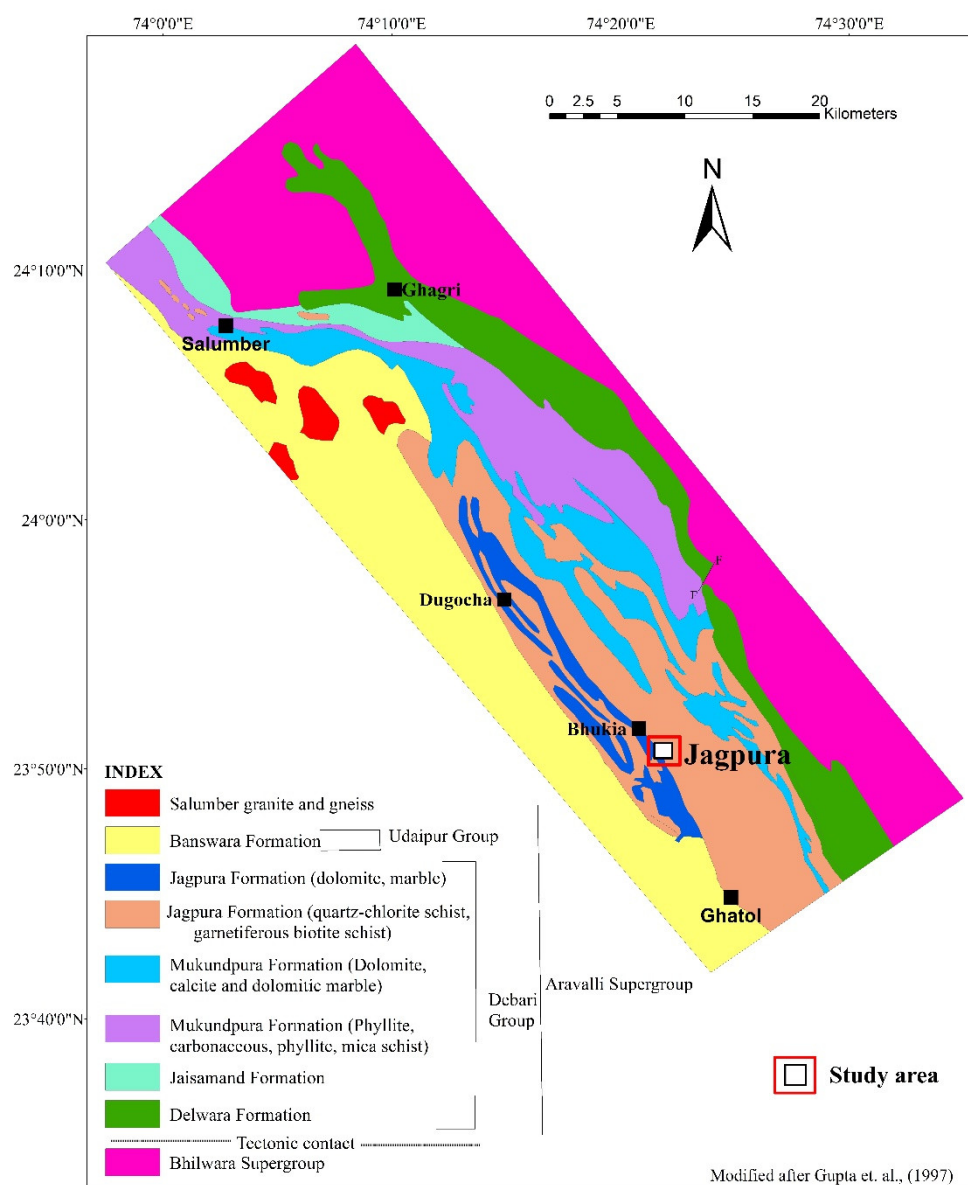 74°0'0"E 74°10'0"E 74°20'0"E 74°30'0"E
0 2.5 5 10 15 20
Kilometers
N
24°10'0"N
Ghagri
Salumber
24°0'0"N
F
F
Dugocha
Bhukia
Jagpura
23°50'0"N
INDEX
Salumber granite and gneiss
Banswara Formation
Udaipur Group
Jagpura Formation (dolomite, marble)
Jagpura Formation (quartz-chlorite schist,
garnetiferous biotite schist)
Ghatol
Mukundpura Formation (Dolomite,
calcite and dolomitic marble)
Aravalli Supergroup
Debari
Group
23°40'0"N
Mukundpura Formation (Phyllite,
carbonaceous, phyllite, mica schist)
Jaisamand Formation
Study area
Delwara Formation
Tectonic contact
Bhilwara Supergroup
Modified after Gupta et. al., (1997)